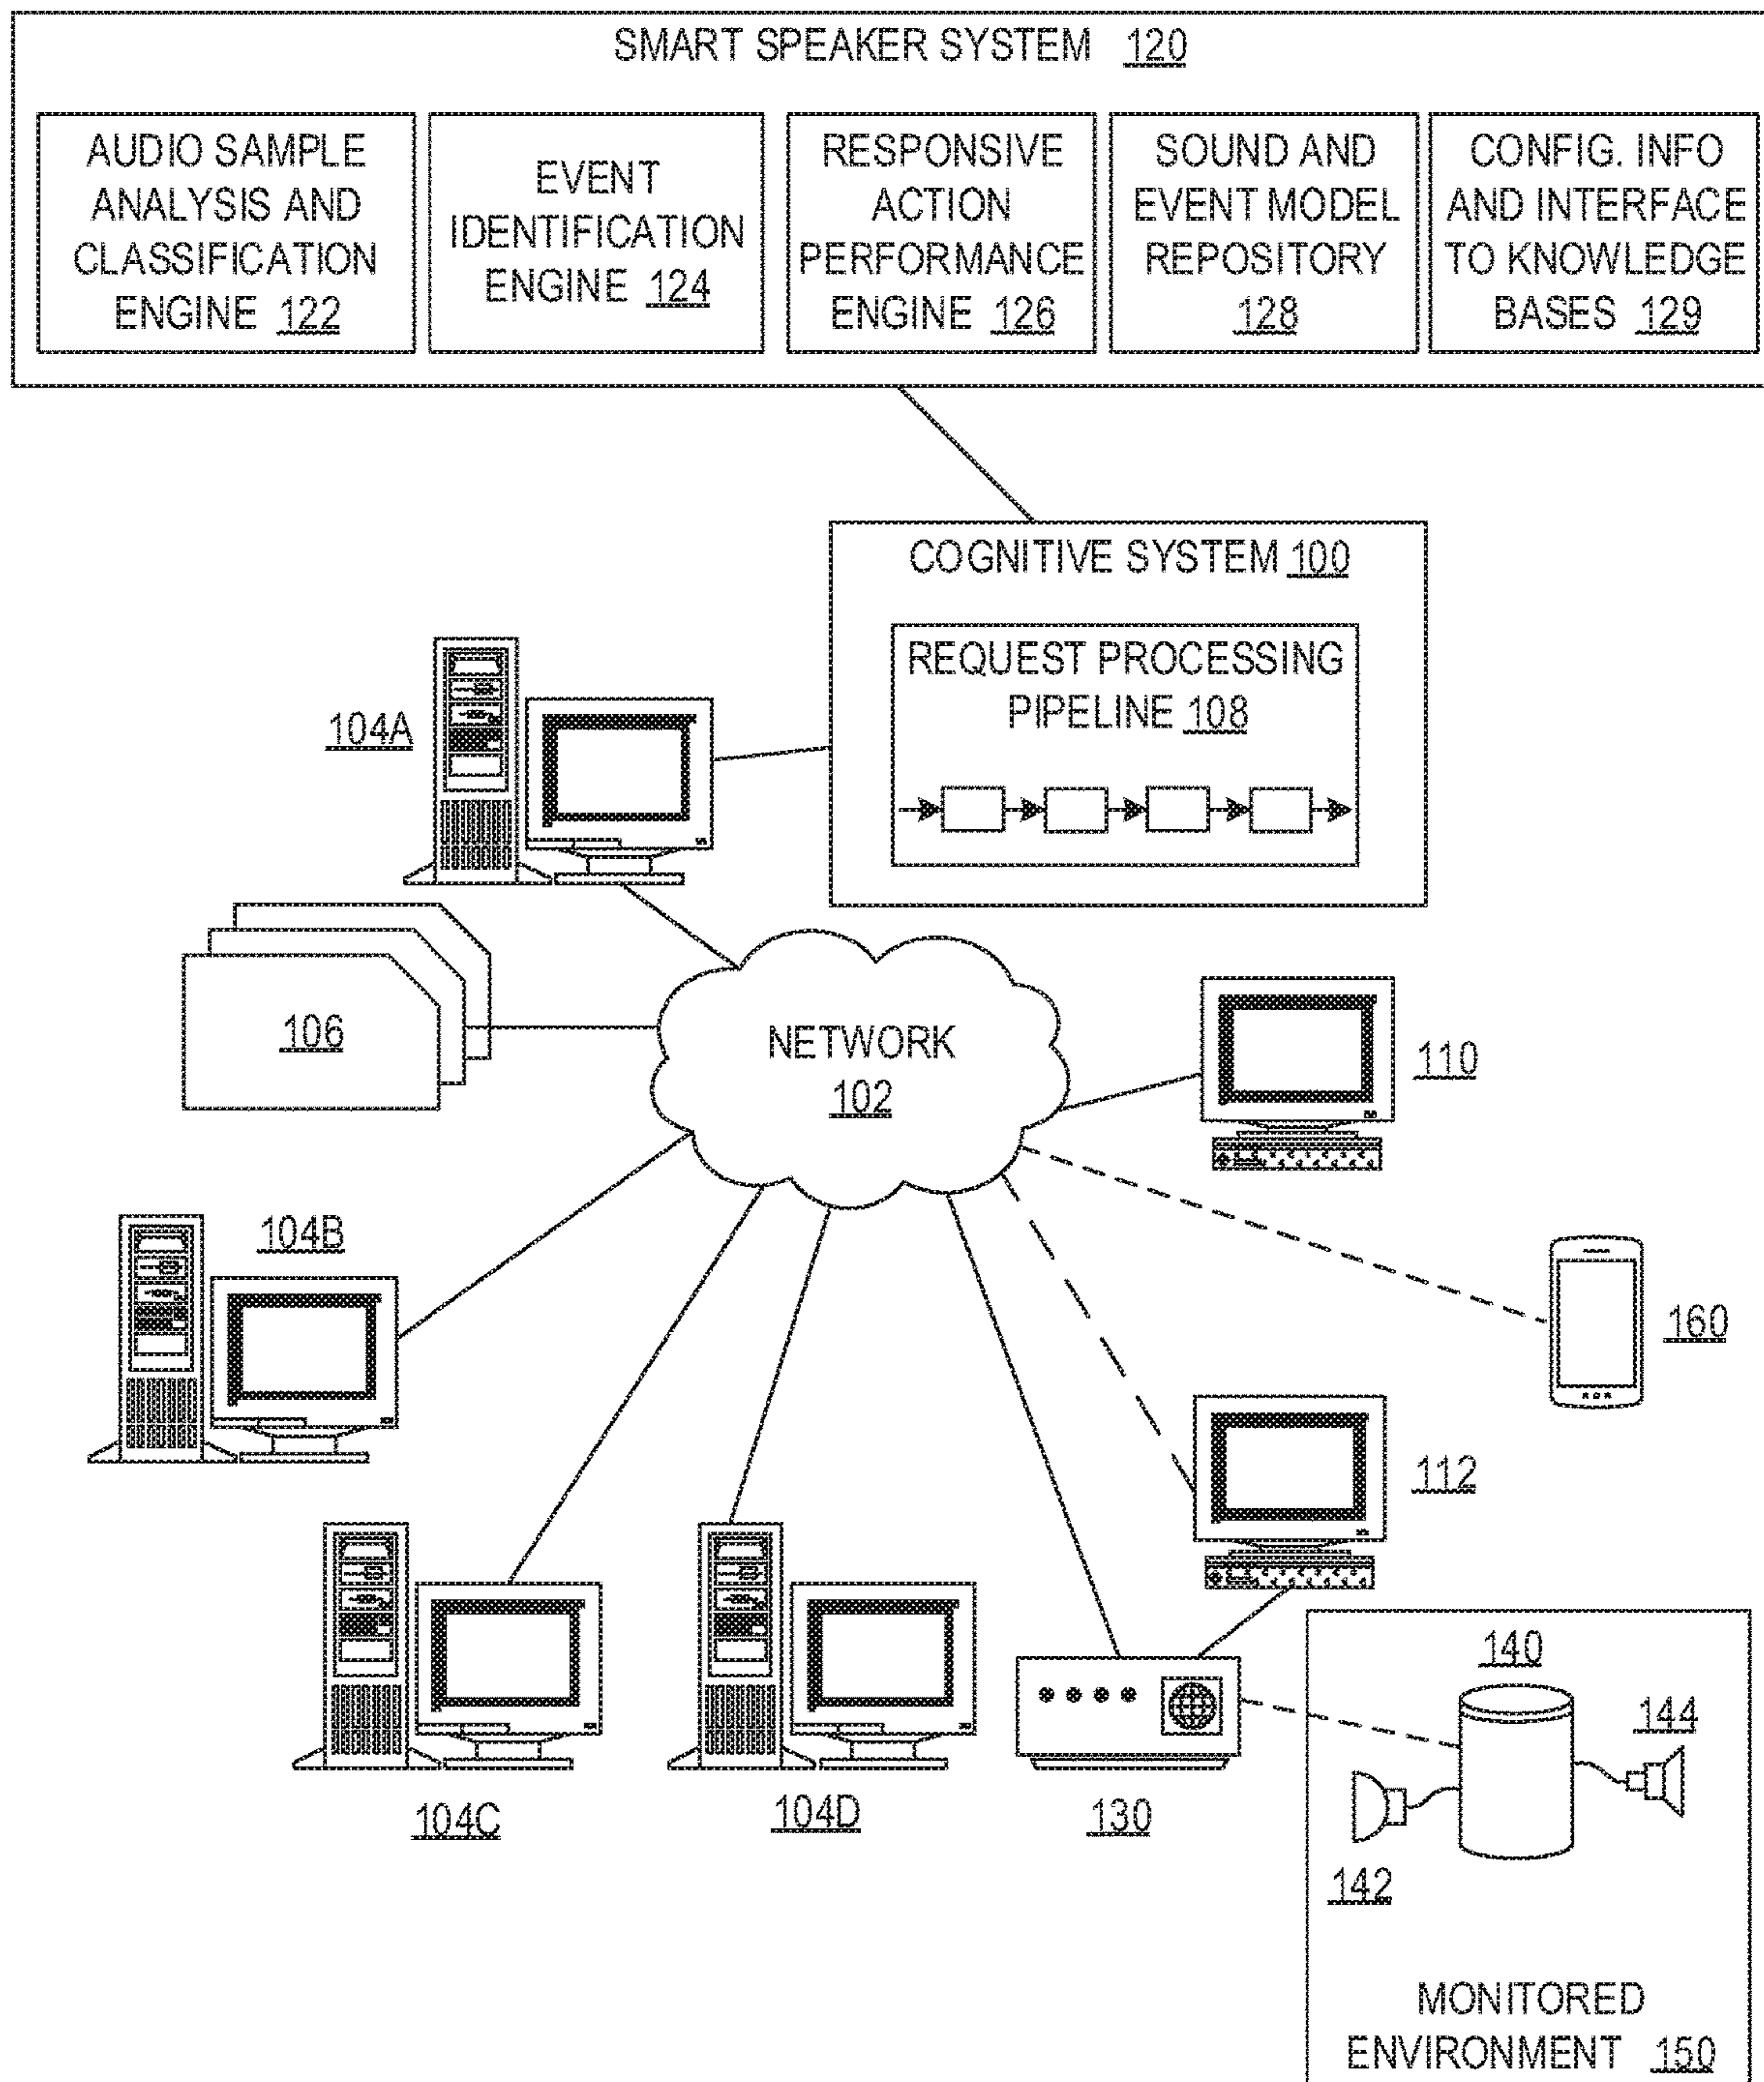 SMART SPEAKER SYSTEM 120
AUDIO SAMPLE
ANALYSIS AND
CLASSIFICATION
ENGINE 122
EVENT
IDENTIFICATION
ENGINE 124
RESPONSIVE
ACTION
PERFORMANCE
ENGINE 126
SOUND AND
EVENT MODEL
REPOSITORY
128
CONFIG. INFO
AND INTERFACE
TO KNOWLEDGE
BASES 129
COGNITIVE SYSTEM 100
REQUEST PROCESSING
PIPELINE 108
104A
106
NETWORK
102
110
104B
160
112
140
144
142
104C
104D
130
MONITORED
ENVIRONMENT 150